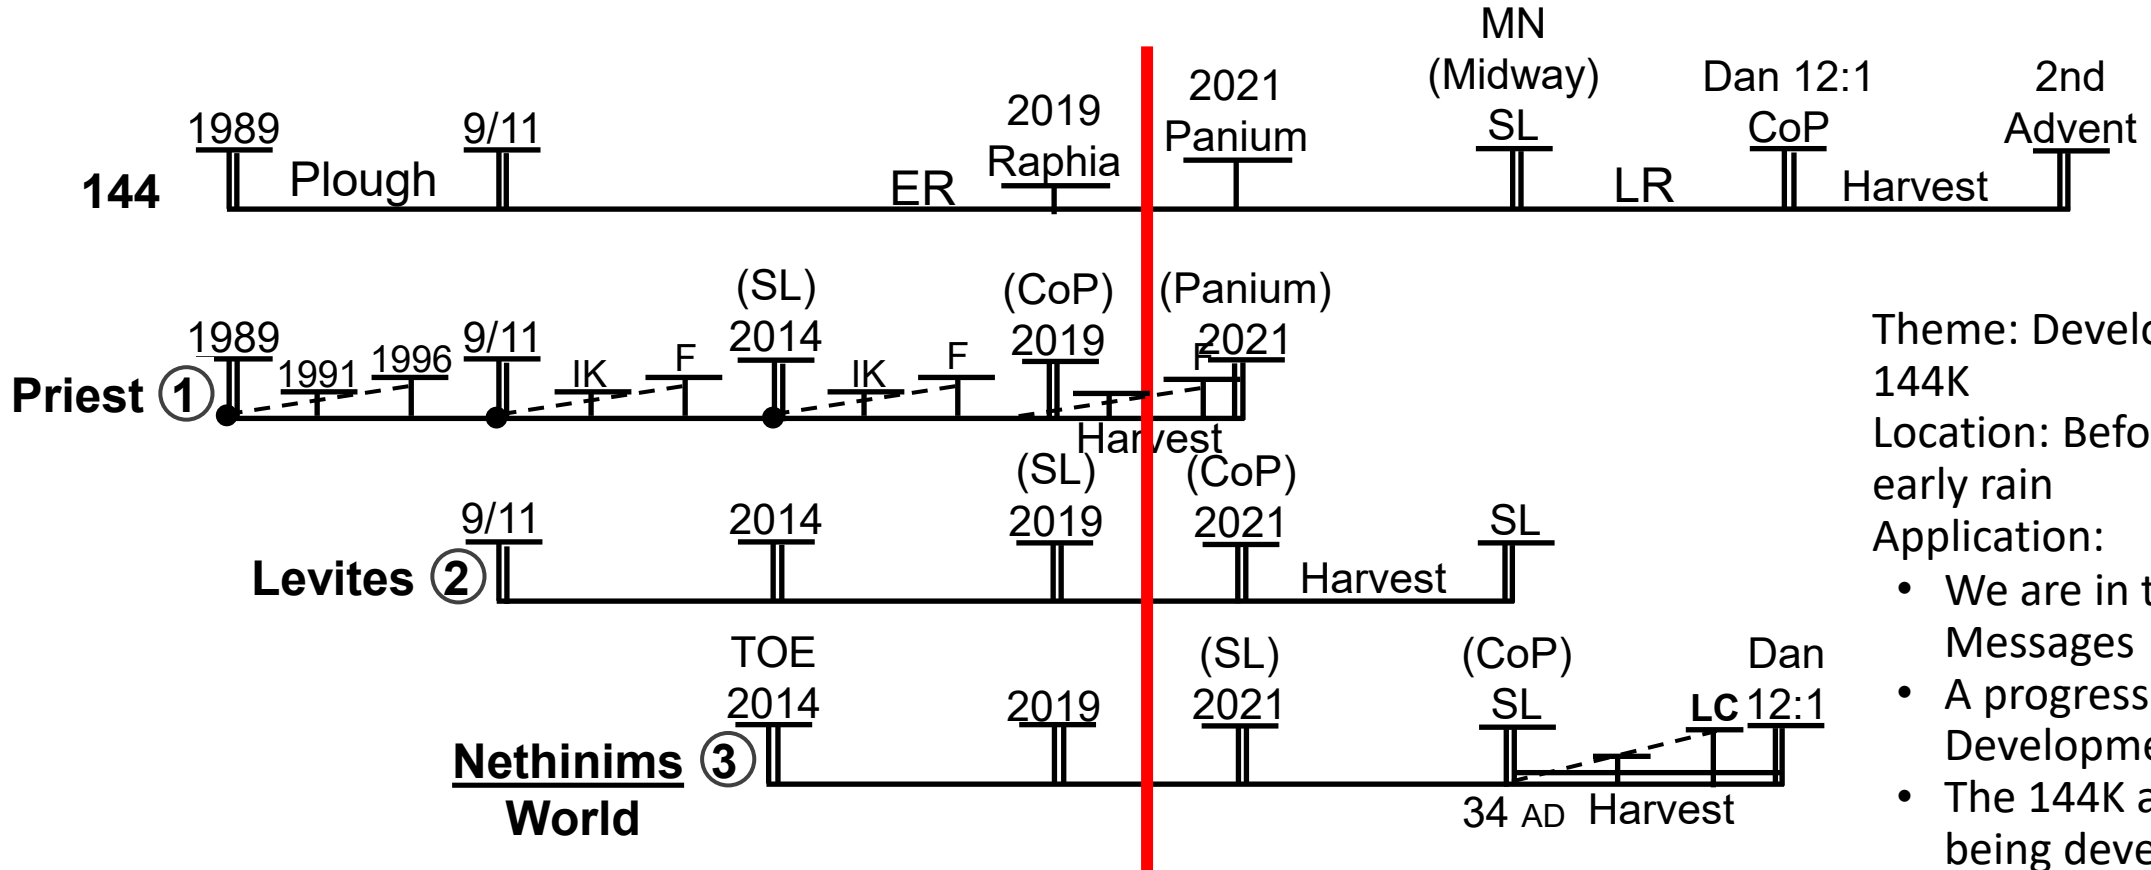 MN
(Midway)
SL
Dan 12:1
CoP
2nd
Advent
2021
Panium
2019
Raphia
1989
9/11
144
Plough
ER
LR
Harvest
(SL)
2014
(CoP)
2019
(Panium)
2021
1989
1991
1996
9/11
IK
F
IK
F
F
Priest 1
Harvest
(SL)
2019
(CoP)
2021
9/11
2014
SL
Levites 2
Harvest
TOE
2014
2019
(SL)
2021
(CoP)
SL
LC
Dan
12:1
Nethinims 3
World
34 AD
Harvest
Theme: Develo
144K
Location: Befo
early rain
Application:
• We are in t
Messages
• A progress
Developme
• The 144K a
being deve